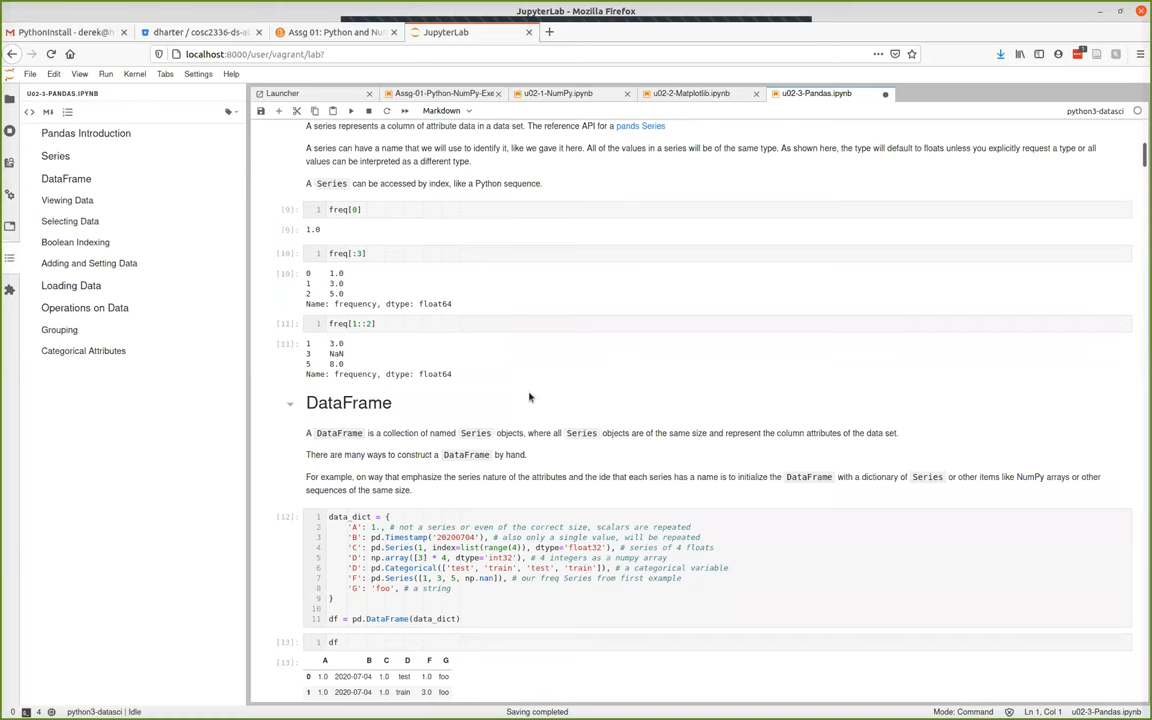 JupyterLab - Mozilla Firefox
PythonInstall - derek@h
dharter / cosc2336-ds-a
Assg 01: Python and Nu
JupyterLab
localhost:8000/user/vagrant/lab?
File Edit View Run Kernel Tabs Settings Help
U02-3-PANDAS.IPYNB
Launcher
Assg-01-Python-NumPy-Exe
u02-1-NumPy.ipynb
u02-2-Matplotlib.ipynb
u02-3-Pandas.ipynb
Markdown
python3-datasci
Pandas Introduction
Series
DataFrame
Viewing Data
Selecting Data
Boolean Indexing
Adding and Setting Data
Loading Data
Operations on Data
Grouping
Categorical Attributes
A series represents a column of attribute data in a data set. The reference API for a pands Series
A series can have a name that we will use to identify it, like we gave it here. All of the values in a series will be of the same type. As shown here, the type will default to floats unless you explicitly request a type or all
values can be interpreted as a different type.
A Series can be accessed by index, like a Python sequence.
[9]: 1 freq[0]
[9]: 1.0
[10]: 1 freq[:3]
[10]: 0 1.0
1 3.0
2 5.0
Name: frequency, dtype: float64
[11]: 1 freq[1::2]
[11]: 1 3.0
3 NaN
5 8.0
Name: frequency, dtype: float64
DataFrame
A DataFrame is a collection of named Series objects, where all Series objects are of the same size and represent the column attributes of the data set.
There are many ways to construct a DataFrame by hand.
For example, on way that emphasize the series nature of the attributes and the ide that each series has a name is to initialize the DataFrame with a dictionary of Series or other items like NumPy arrays or other
sequences of the same size.
[12]: 1 data_dict = {
2 'A': 1., # not a series or even of the correct size, scalars are repeated
3 'B': pd.Timestamp('20200704'), # also only a single value, will be repeated
4 'C': pd.Series(1, index=list(range(4)), dtype='float32'), # series of 4 floats
5 'D': np.array([3] * 4, dtype='int32'), # 4 integers as a numpy array
6 'D': pd.Categorical(['test', 'train', 'test', 'train']), # a categorical variable
7 'F': pd.Series([1, 3, 5, np.nan]), # our freq Series from first example
8 'G': 'foo', # a string
9 }
10
11 df = pd.DataFrame(data_dict)
[13]: 1 df
[13]: A B C D F G
0 1.0 2020-07-04 1.0 test 1.0 foo
1 1.0 2020-07-04 1.0 train 3.0 foo
0 4 python3-datasci | Idle
Saving completed
Mode: Command
Ln 1, Col 1
u02-3-Pandas.ipynb